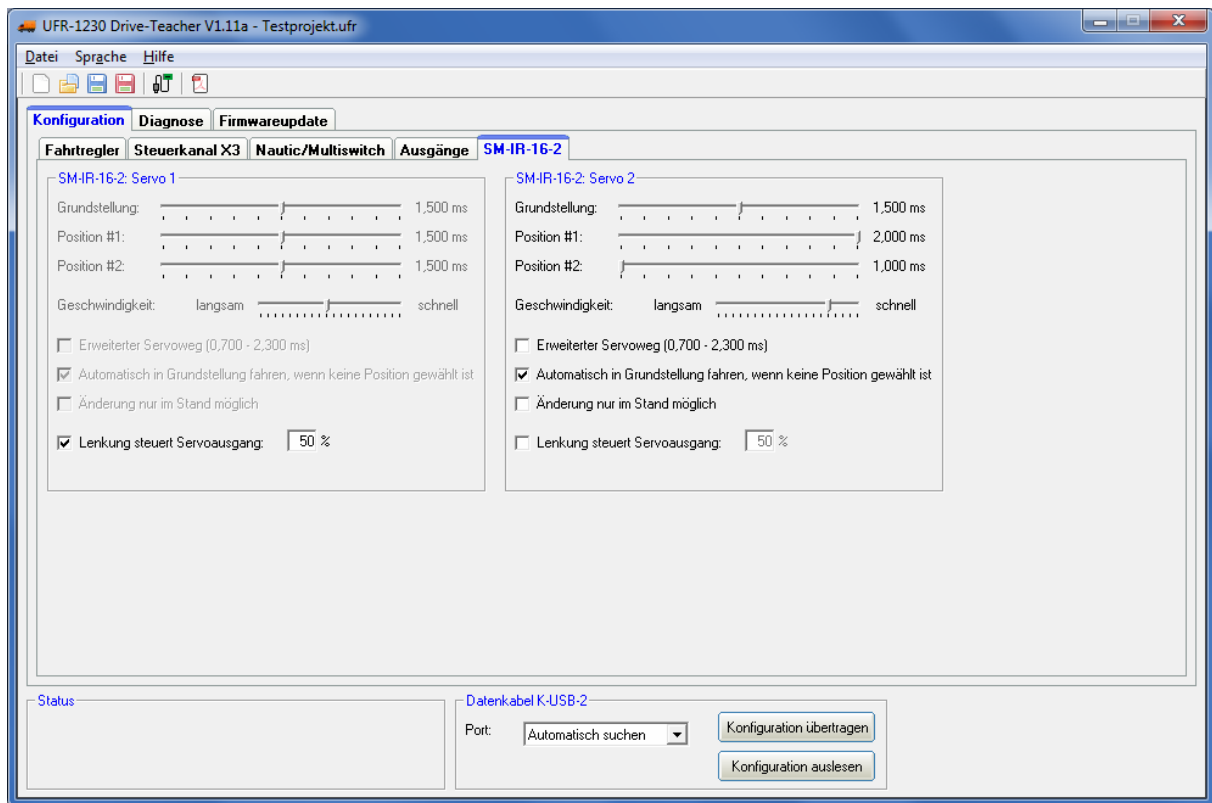 UFR-1230 Drive-Teacher V1.11a - Testprojekt.ufr
Datei Sprache Hilfe
Konfiguration Diagnose Firmwareupdate
Fahrtregler Steuerkanal X3 Nautic/Multiswitch Ausgänge SM-IR-16-2
SM-IR-16-2: Servo 1
Grundstellung: 1,500 ms
Position #1: 1,500 ms
Position #2: 1,500 ms
Geschwindigkeit: langsam schnell
Erweiterter Servoweg (0,700 - 2,300 ms)
Automatisch in Grundstellung fahren, wenn keine Position gewählt ist
Änderung nur im Stand möglich
Lenkung steuert Servoausgang: 50 %
SM-IR-16-2: Servo 2
Grundstellung: 1,500 ms
Position #1: 2,000 ms
Position #2: 1,000 ms
Geschwindigkeit: langsam schnell
Erweiterter Servoweg (0,700 - 2,300 ms)
Automatisch in Grundstellung fahren, wenn keine Position gewählt ist
Änderung nur im Stand möglich
Lenkung steuert Servoausgang: 50 %
Status
Datenkabel K-USB-2
Port: Automatisch suchen
Konfiguration übertragen
Konfiguration auslesen